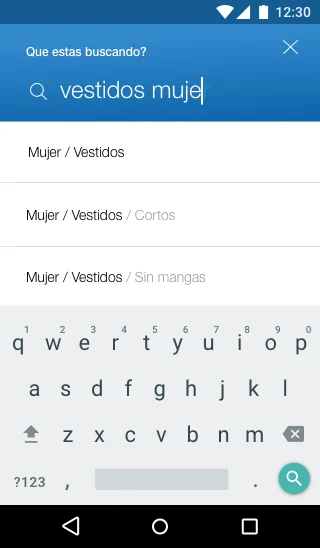 12:30
Que estas buscando?
vestidos muje
Mujer / Vestidos
Mujer / Vestidos / Cortos
Mujer / Vestidos / Sin mangas
1 2 3 4 5 6 7 8 9 0
q w e r t y u i o p
a s d f g h j k l
z x c v b n m
?123 , .